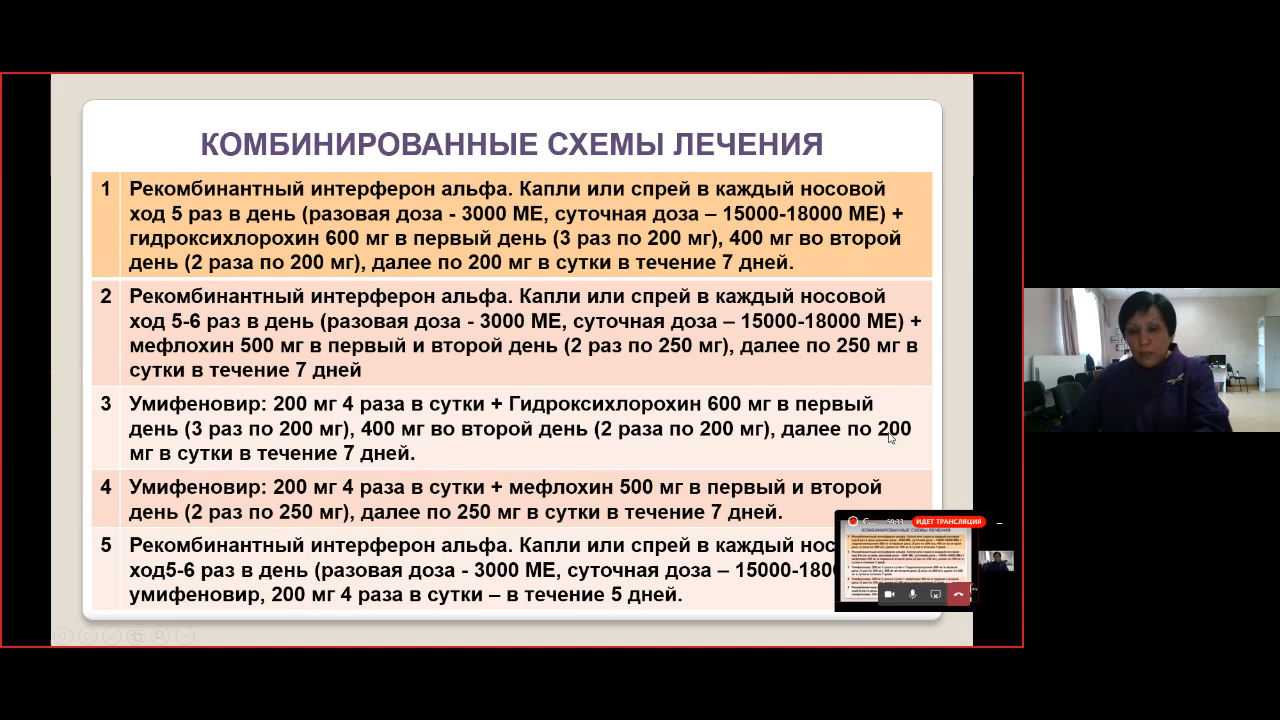 КОМБИНИРОВАННЫЕ СХЕМЫ ЛЕЧЕНИЯ
1 Рекомбинантный интерферон альфа. Капли или спрей в каждый носовой
ход 5 раз в день (разовая доза - 3000 МЕ, суточная доза – 15000-18000 МЕ) +
гидроксихлорохин 600 мг в первый день (3 раз по 200 мг), 400 мг во второй
день (2 раза по 200 мг), далее по 200 мг в сутки в течение 7 дней.
2 Рекомбинантный интерферон альфа. Капли или спрей в каждый носовой
ход 5-6 раз в день (разовая доза - 3000 МЕ, суточная доза – 15000-18000 МЕ) +
мефлохин 500 мг в первый и второй день (2 раз по 250 мг), далее по 250 мг в
сутки в течение 7 дней
3 Умифеновир: 200 мг 4 раза в сутки + Гидроксихлорохин 600 мг в первый
день (3 раз по 200 мг), 400 мг во второй день (2 раза по 200 мг), далее по 200
мг в сутки в течение 7 дней.
4 Умифеновир: 200 мг 4 раза в сутки + мефлохин 500 мг в первый и второй
день (2 раз по 250 мг), далее по 250 мг в сутки в течение 7 дней.
5 Рекомбинантный интерферон альфа. Капли или спрей в каждый нос
ход5-6 раз в день (разовая доза - 3000 МЕ, суточная доза – 15000-180
умифеновир, 200 мг 4 раза в сутки – в течение 5 дней.
59:33 ИДЕТ ТРАНСЛЯЦИЯ
КОМБИНИРОВАННЫЕ СХЕМЫ ЛЕЧЕНИЯ